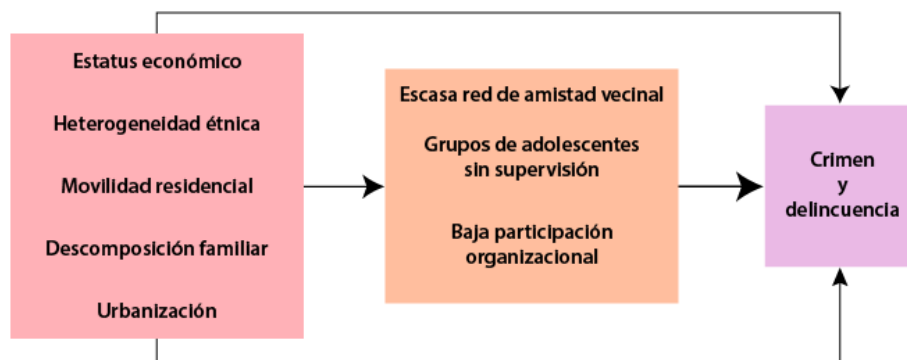 Estatus económico
Heterogeneidad étnica
Movilidad residencial
Descomposición familiar
Urbanización
Escasa red de amistad vecinal
Grupos de adolescentes
sin supervisión
Baja participación
organizacional
Crimen
y
delincuencia